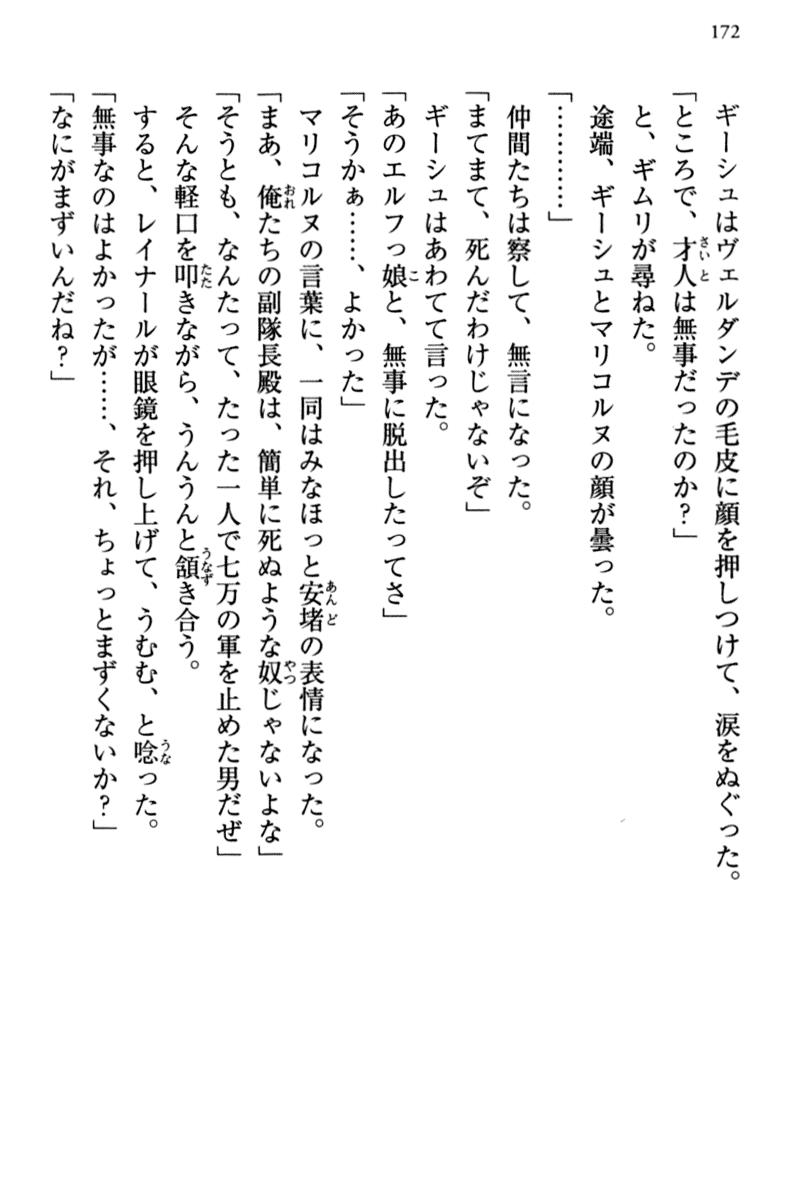 172
ギーシュはヴェルダンデの毛皮に顔を押しつけて、涙をぬぐった。
「ところで、才人は無事だったのか？」
と、ギムリが尋ねた。
途端、ギーシュとマリコルヌの顔が曇った。
「…………」
仲間たちは察して、無言になった。
「まてまて、死んだわけじゃないぞ」
ギーシュはあわてて言った。
「あのエルフっ娘と、無事に脱出したってさ」
「そうかぁ……、よかった」
マリコルヌの言葉に、一同はみなほっと安堵の表情になった。
「まあ、俺たちの副隊長殿は、簡単に死ぬような奴じゃないよな」
「そうとも、なんたって、たった一人で七万の軍を止めた男だぜ」
そんな軽口を叩きながら、うんうんと頷き合う。
すると、レイナールが眼鏡を押し上げて、うむむ、と唸った。
「無事なのはよかったが……、それ、ちょっとまずくないか？」
「なにがまずいんだね？」